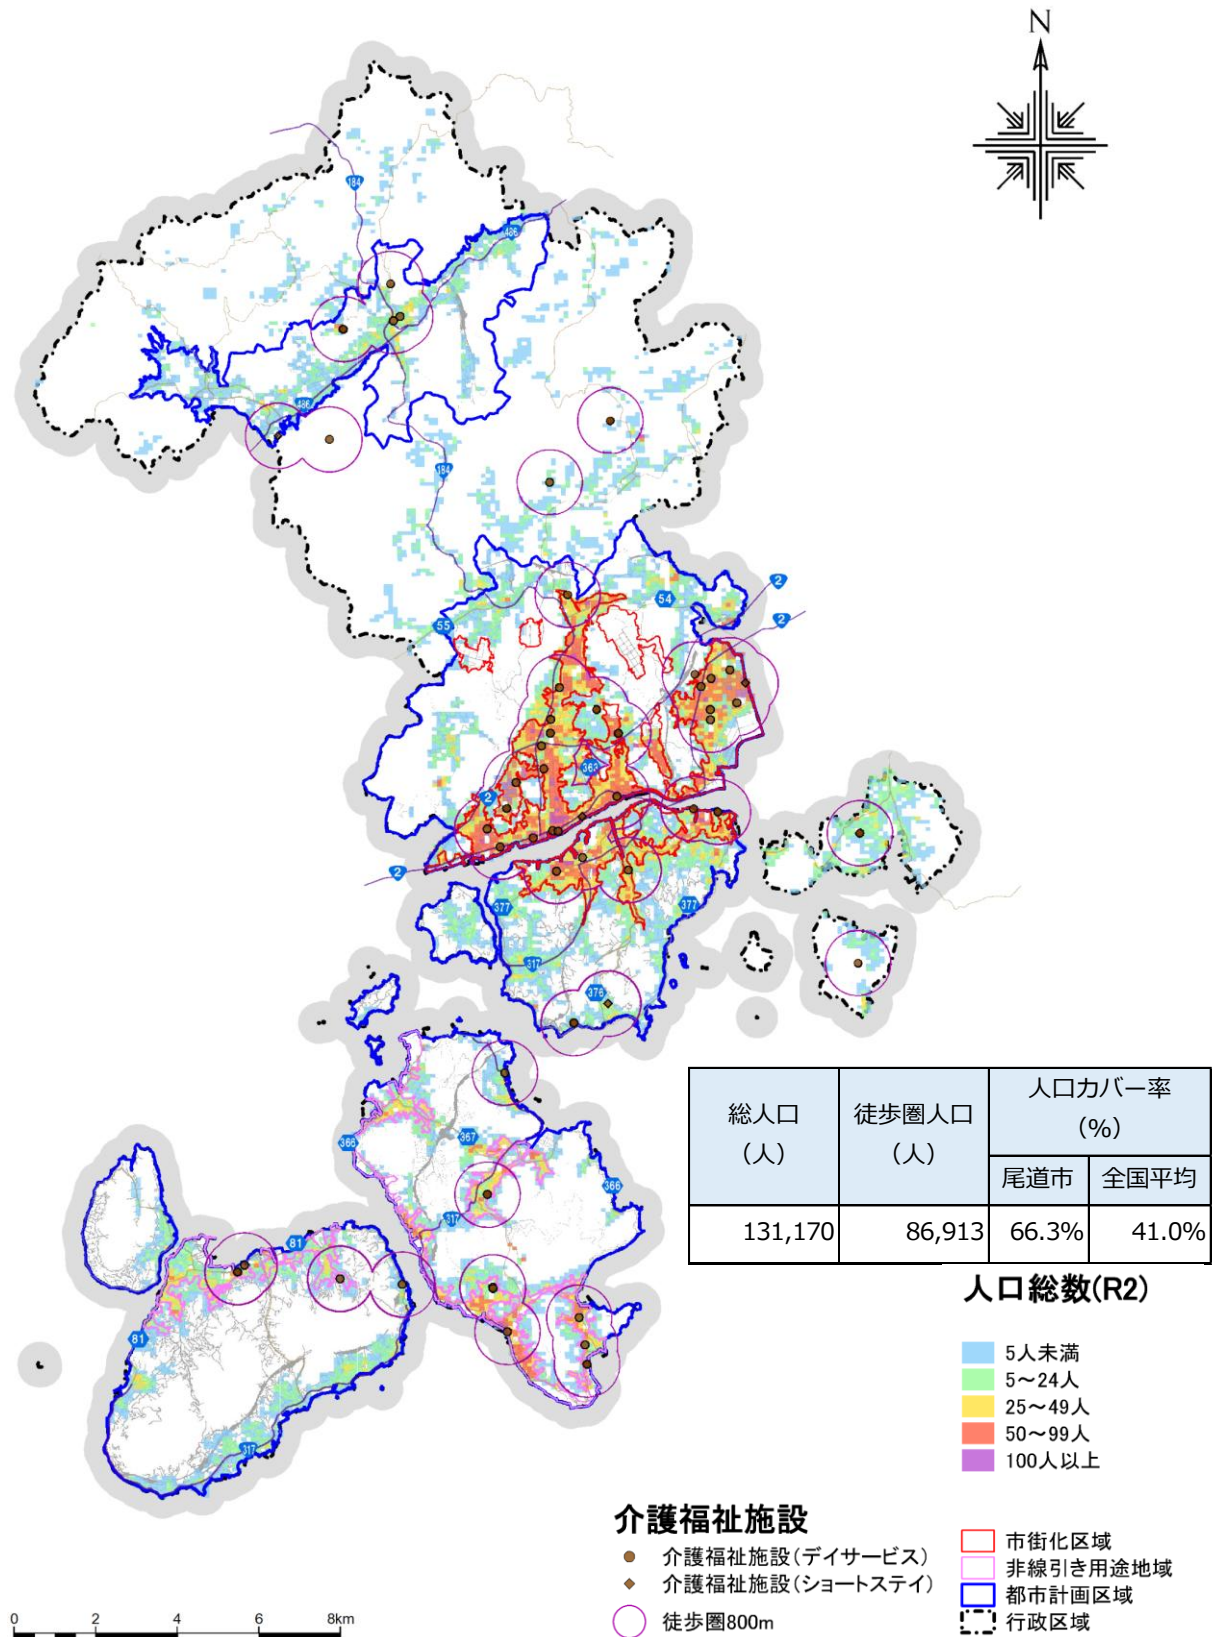 N
184
486
486
184
2
2
54
55
363
2
2
377
377
317
376
366
367
366
317
81
81
317
総人口
(人)
徒歩圏人口
(人)
人口カバー率
(%)
尾道市
全国平均
131,170
86,913
66.3%
41.0%
人口総数(R2)
5人未満
5～24人
25～49人
50～99人
100人以上
介護福祉施設
介護福祉施設(デイサービス)
介護福祉施設(ショートステイ)
徒歩圏800m
市街化区域
非線引き用途地域
都市計画区域
行政区域
0 2 4 6 8km